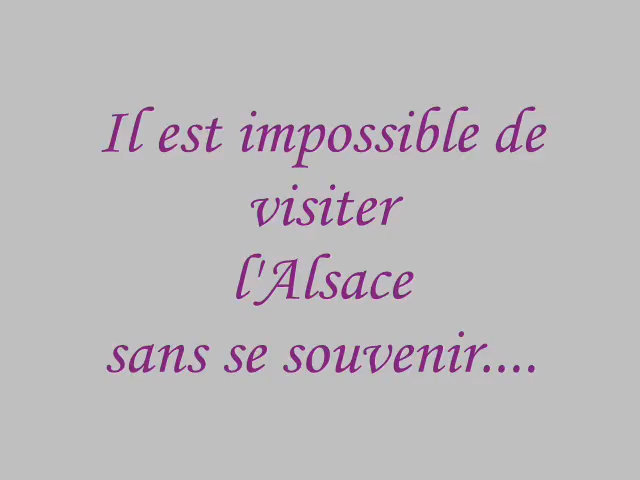 Il est impossible de
visiter
l'Alsace
sans se souvenir....